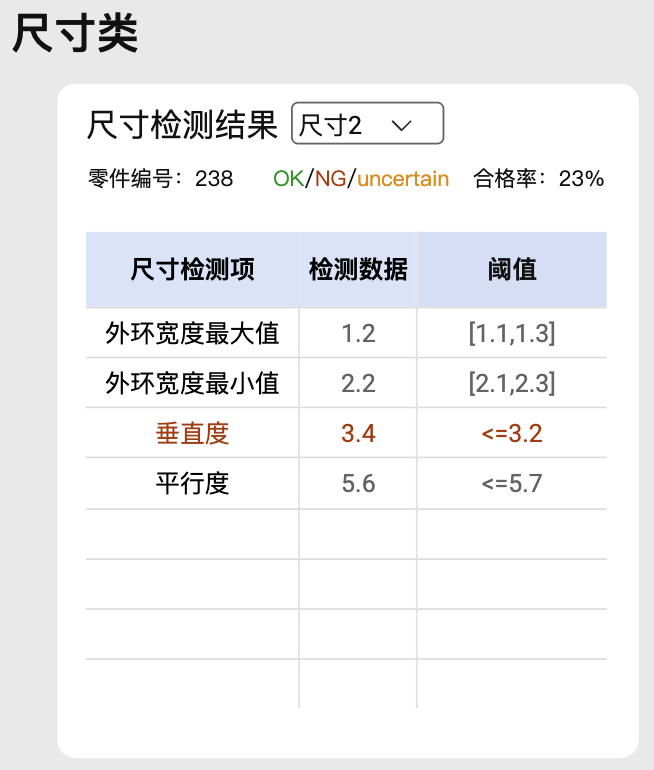 尺寸类
尺寸检测结果 尺寸2
零件编号：238 OK/NG/uncertain 合格率：23%
尺寸检测项 检测数据 阈值
外环宽度最大值 1.2 [1.1,1.3]
外环宽度最小值 2.2 [2.1,2.3]
垂直度 3.4 <=3.2
平行度 5.6 <=5.7